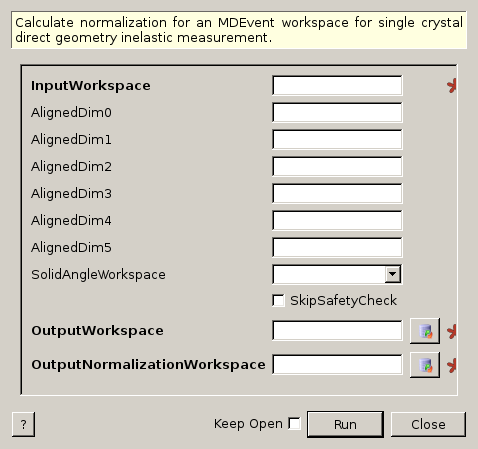 Calculate normalization for an MDEvent workspace for single crystal
direct geometry inelastic measurement.
InputWorkspace
AlignedDim0
AlignedDim1
AlignedDim2
AlignedDim3
AlignedDim4
AlignedDim5
SolidAngleWorkspace
SkipSafetyCheck
OutputWorkspace
OutputNormalizationWorkspace
? Keep Open Run Close